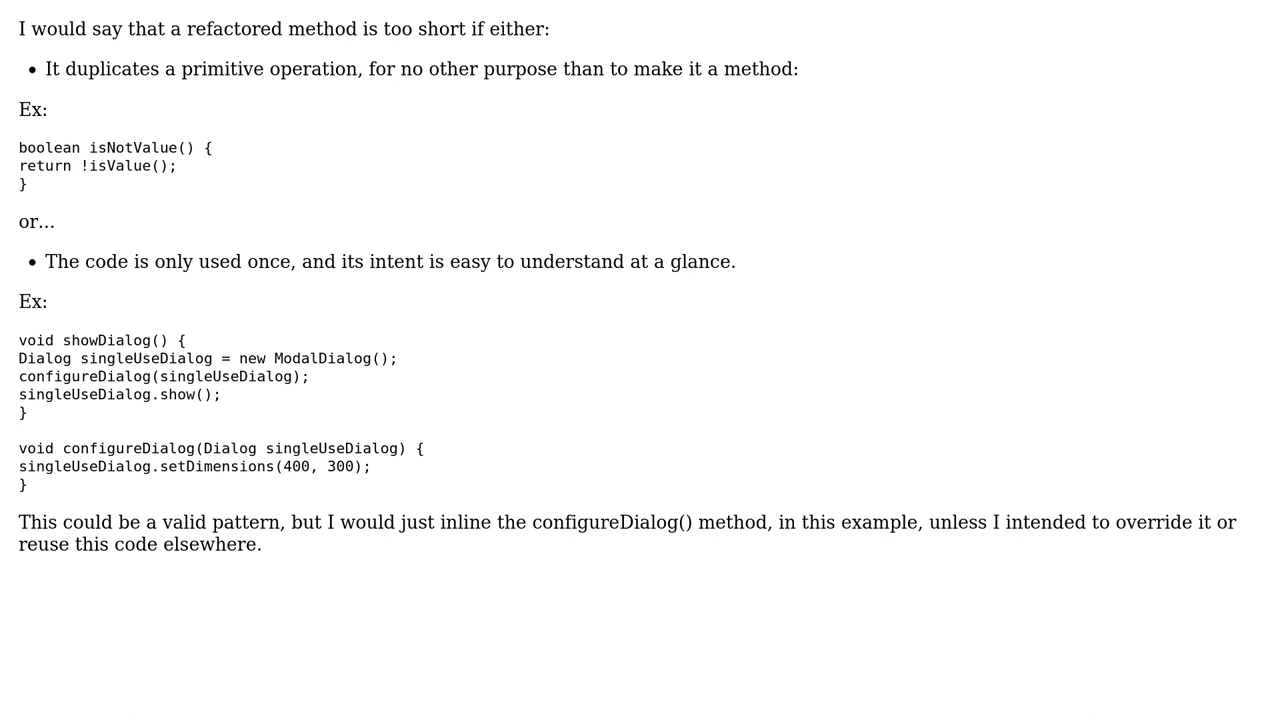 I would say that a refactored method is too short if either:
• It duplicates a primitive operation, for no other purpose than to make it a method:
Ex:
boolean isNotValue() {
return !isValue();
}
or...
• The code is only used once, and its intent is easy to understand at a glance.
Ex:
void showDialog() {
Dialog singleUseDialog = new ModalDialog();
configureDialog(singleUseDialog);
singleUseDialog.show();
}
void configureDialog(Dialog singleUseDialog) {
singleUseDialog.setDimensions(400, 300);
}
This could be a valid pattern, but I would just inline the configureDialog() method, in this example, unless I intended to override it or
reuse this code elsewhere.